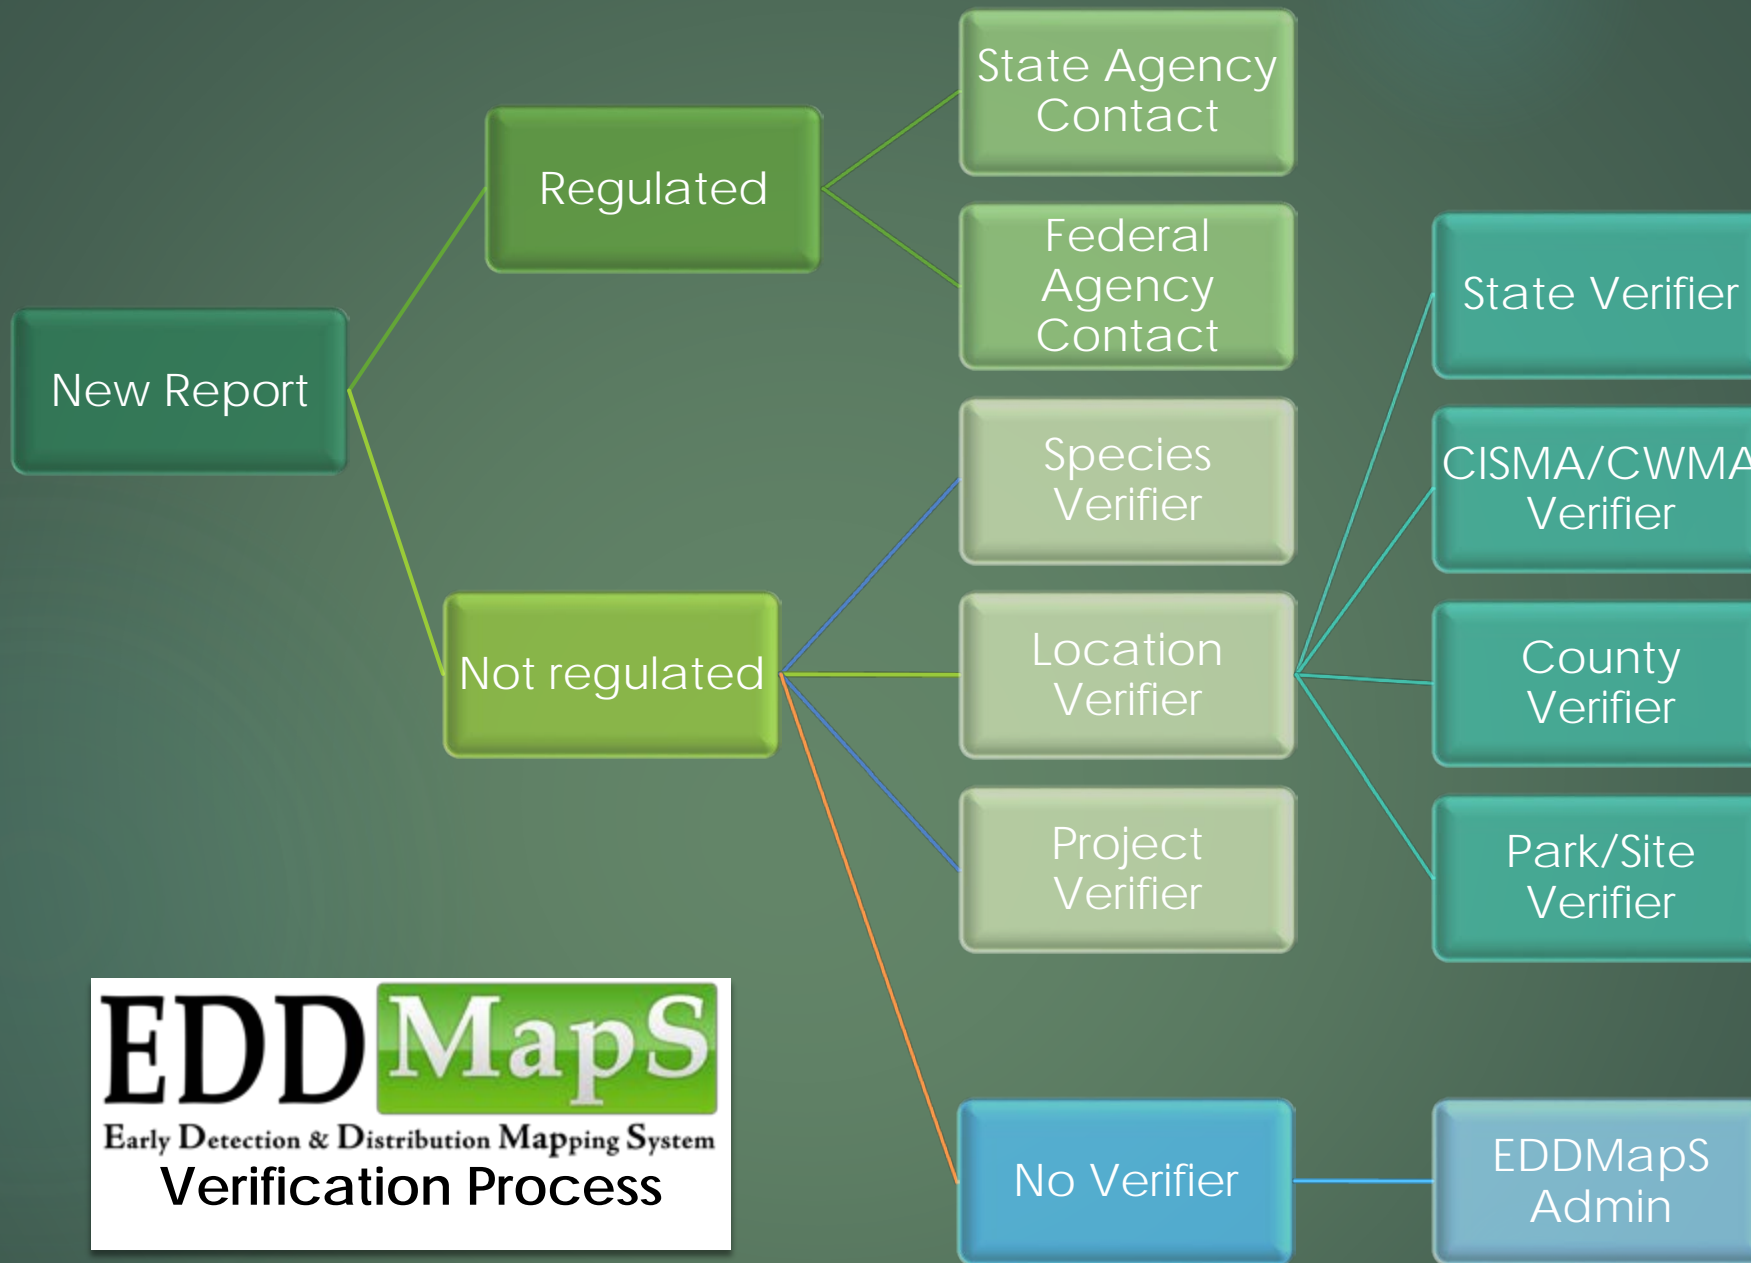 State Agency
Contact
Regulated
Federal
Agency
Contact
State Verifier
New Report
Species
Verifier
CISMA/CWMA
Verifier
Not regulated
Location
Verifier
County
Verifier
Project
Verifier
Park/Site
Verifier
EDDMapS
Early Detection & Distribution Mapping System
Verification Process
No Verifier
EDDMapS
Admin